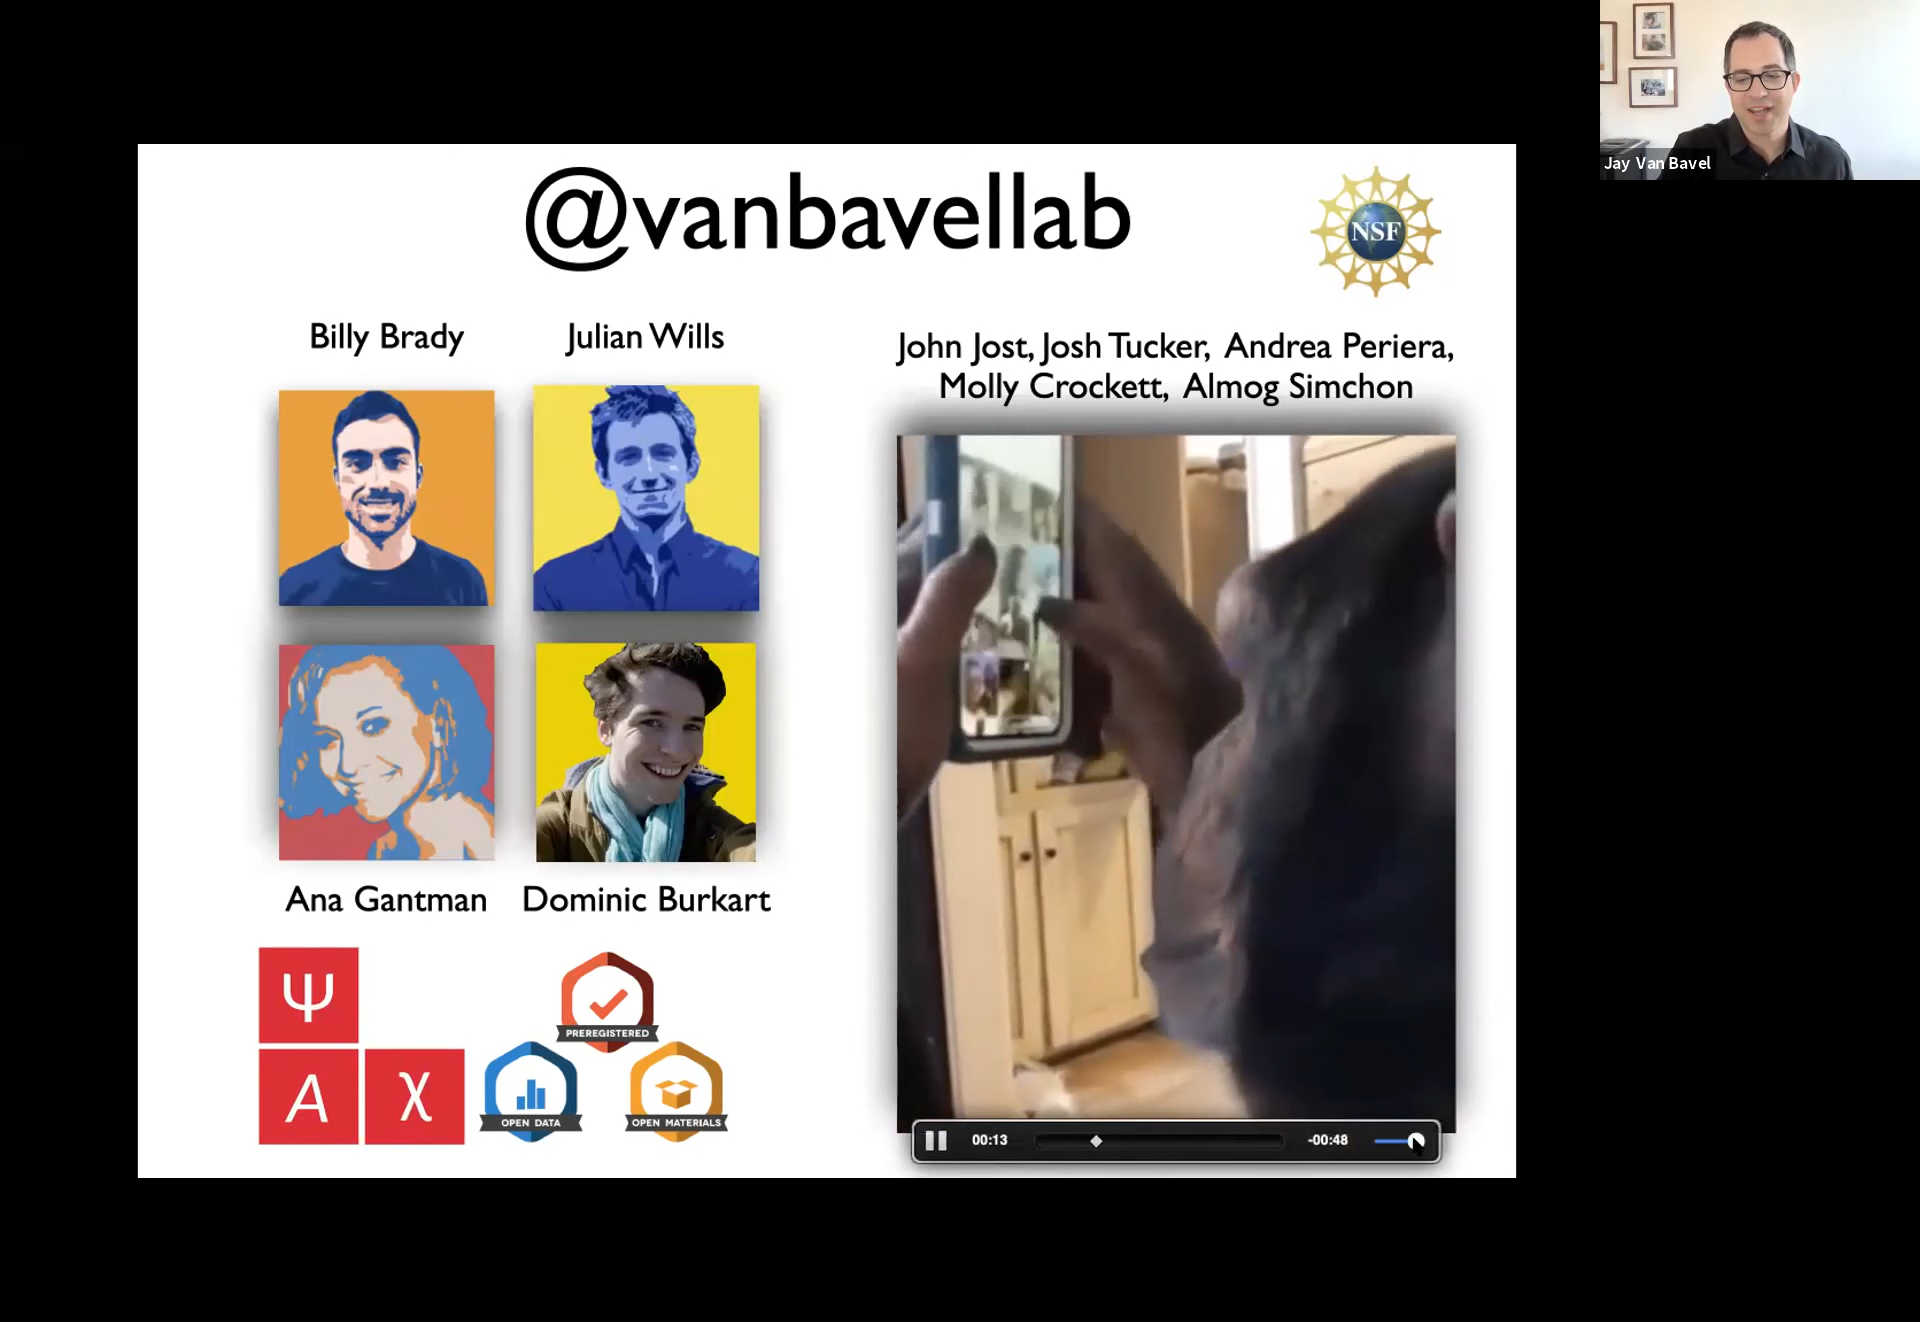 @vanbavellab
NSF
Jay Van Bavel
Billy Brady
Julian Wills
John Jost, Josh Tucker, Andrea Periera,
Molly Crockett, Almog Simchon
Ana Gantman
Dominic Burkart
Ψ
A
χ
PREREGISTERED
OPEN DATA
OPEN MATERIALS
00:13
-00:48